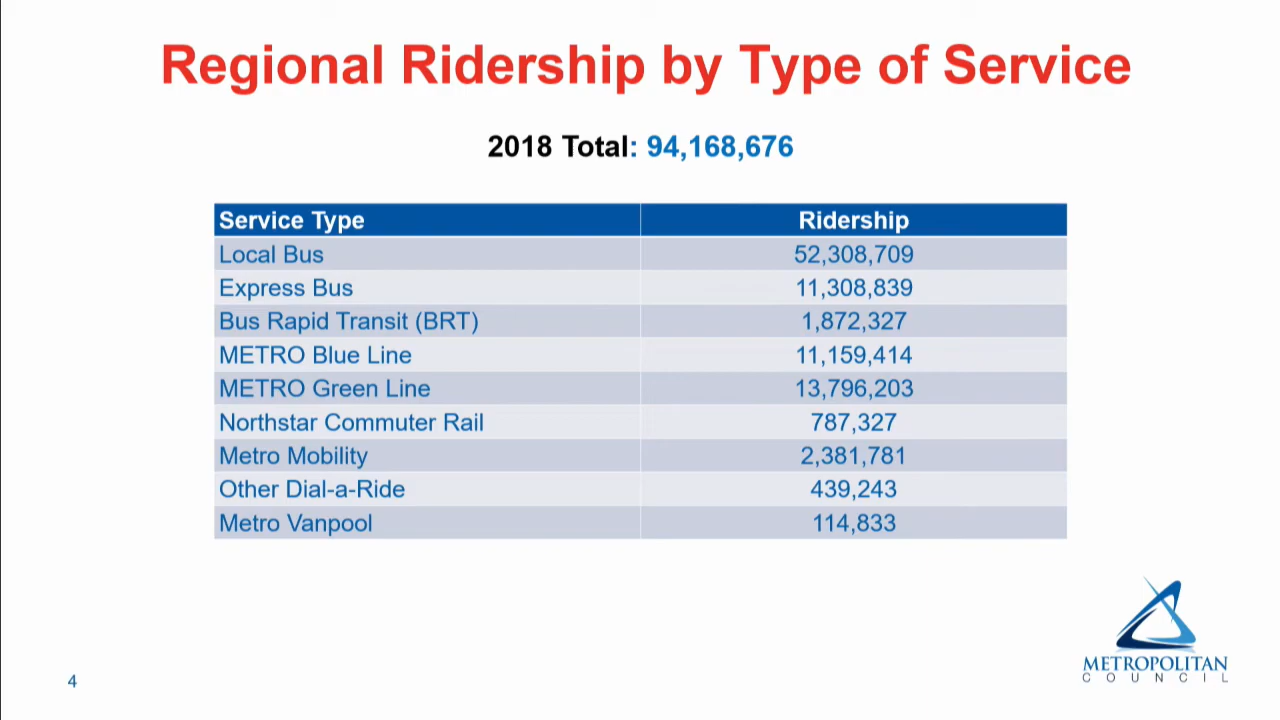 Regional Ridership by Type of Service
2018 Total: 94,168,676
Service Type Ridership
Local Bus 52,308,709
Express Bus 11,308,839
Bus Rapid Transit (BRT) 1,872,327
METRO Blue Line 11,159,414
METRO Green Line 13,796,203
Northstar Commuter Rail 787,327
Metro Mobility 2,381,781
Other Dial-a-Ride 439,243
Metro Vanpool 114,833
METROPOLITAN
COUNCIL
4